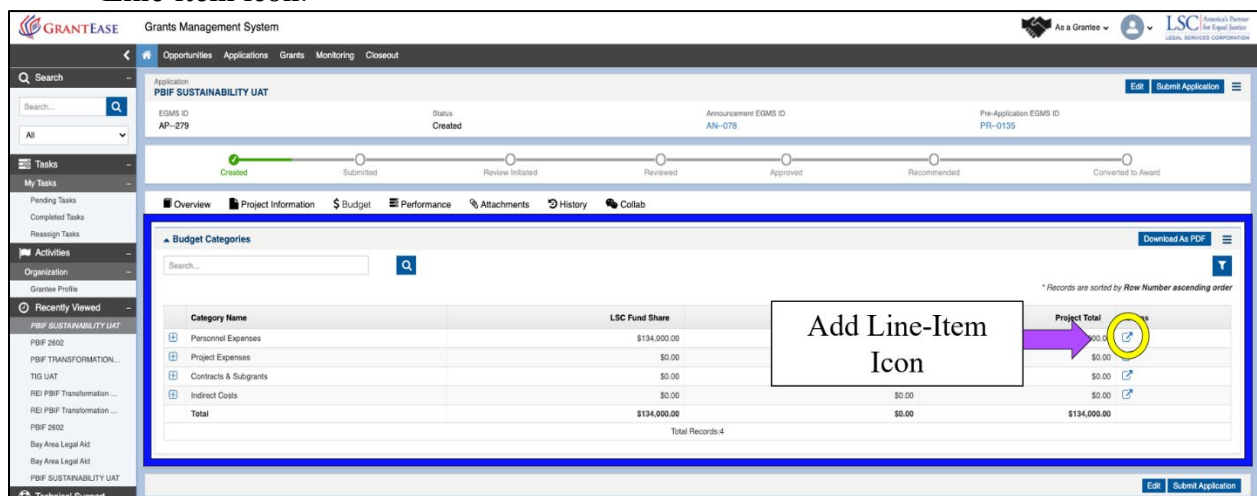 Line-Item icon.
GRANTEASE
Grants Management System
As a Grantee
LSC America's Partner for Equal Justice
LEGAL SERVICES CORPORATION
Opportunities Applications Grants Monitoring Closeout
Search
Search...
All
Tasks
My Tasks
Pending Tasks
Completed Tasks
Reassign Tasks
Activities
Organization
Grantee Profile
Recently Viewed
PBIF SUSTAINABILITY UAT
PBIF 2602
PBIF TRANSFORMATION...
TIG UAT
REI PBIF Transformation ...
REI PBIF Transformation ...
PBIF 2602
Bay Area Legal Aid
Bay Area Legal Aid
PBIF SUSTAINABILITY UAT
Technical Support
Application
PBIF SUSTAINABILITY UAT
Edit Submit Application
EGMS ID Status Announcement EGMS ID Pre-Application EGMS ID
AP--279 Created AN--078 PR--0135
Created Submitted Review Initiated Reviewed Approved Recommended Converted to Award
Overview Project Information $ Budget Performance Attachments History Collab
Budget Categories
Download As PDF
Search...
* Records are sorted by Row Number ascending order
Category Name LSC Fund Share Project Total
Personnel Expenses $134,000.00
Project Expenses $0.00 $0.00
Contracts & Subgrants $0.00 $0.00
Indirect Costs $0.00 $0.00 $0.00
Total $134,000.00 $0.00 $134,000.00
Total Records:4
Add Line-Item
Icon
Edit Submit Application